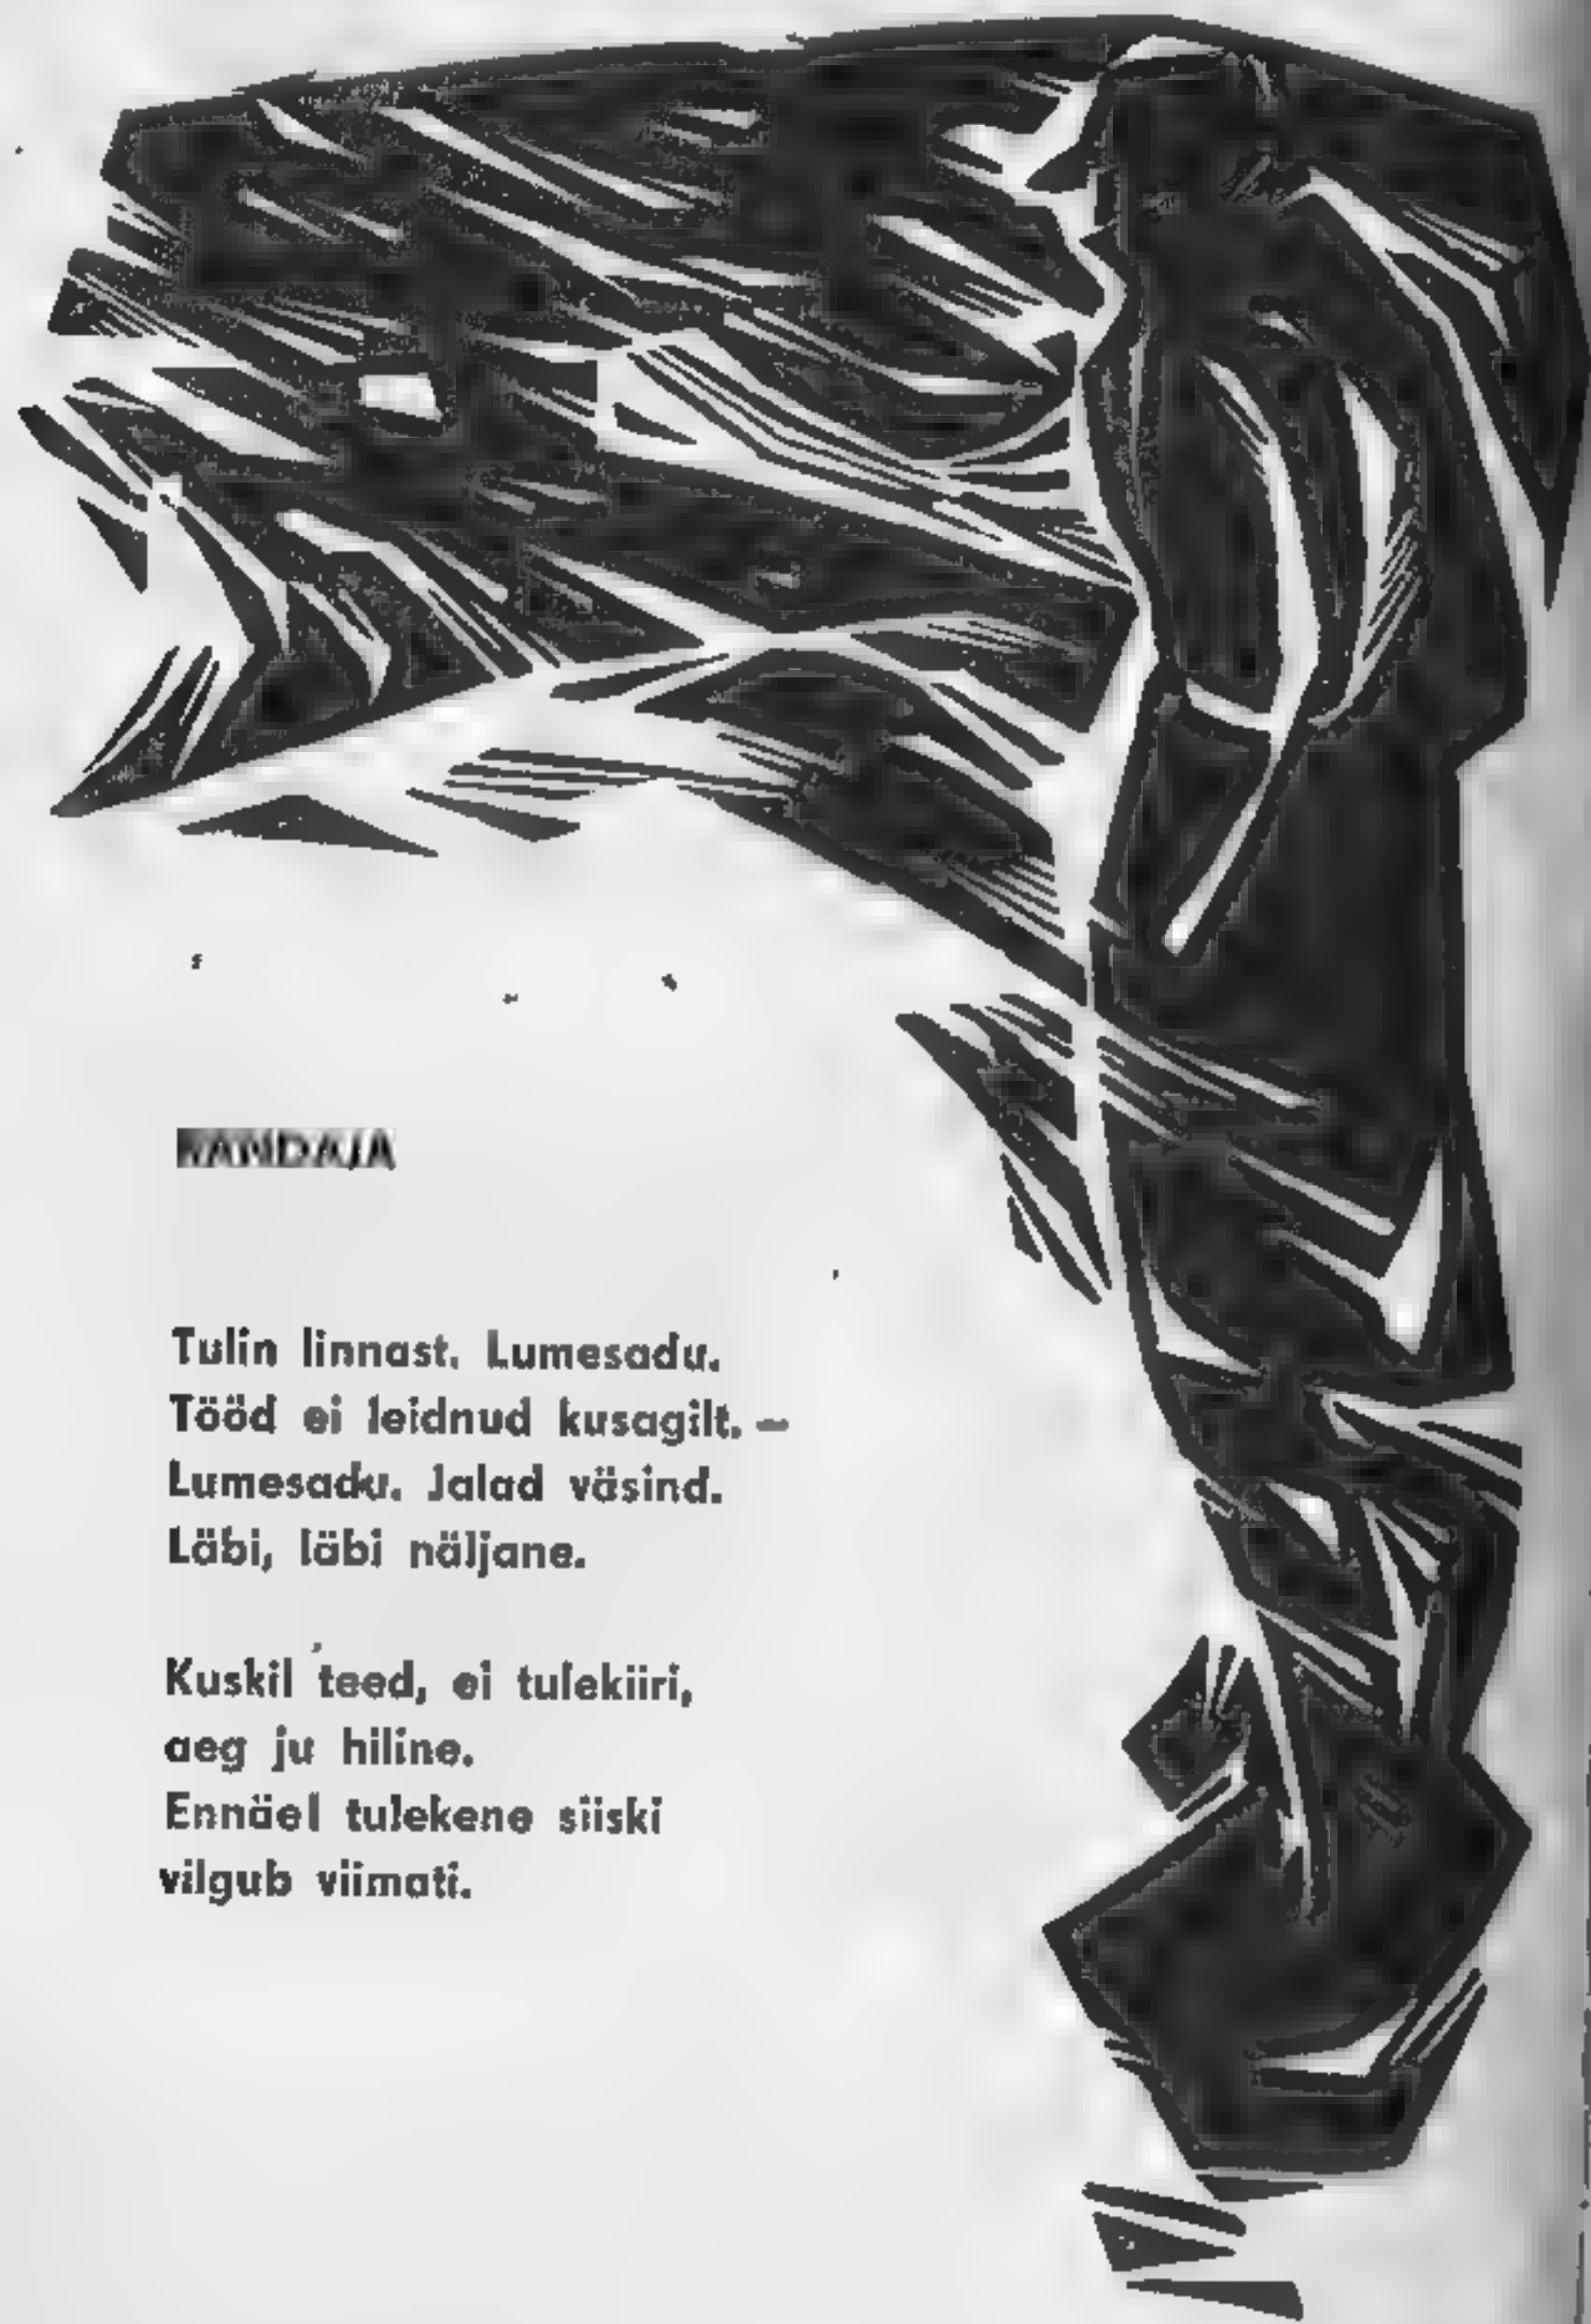 Tulin linnast. Lumesadu.
Tööd ei leidnud kusagilt. —
Lumesadu. Jalad väsind.
Läbi, läbi näljane.
Kuskil teed, ei tulekiiri,
aeg ju hiline.
Ennäe! tulekene siiski
vilgub viimati.